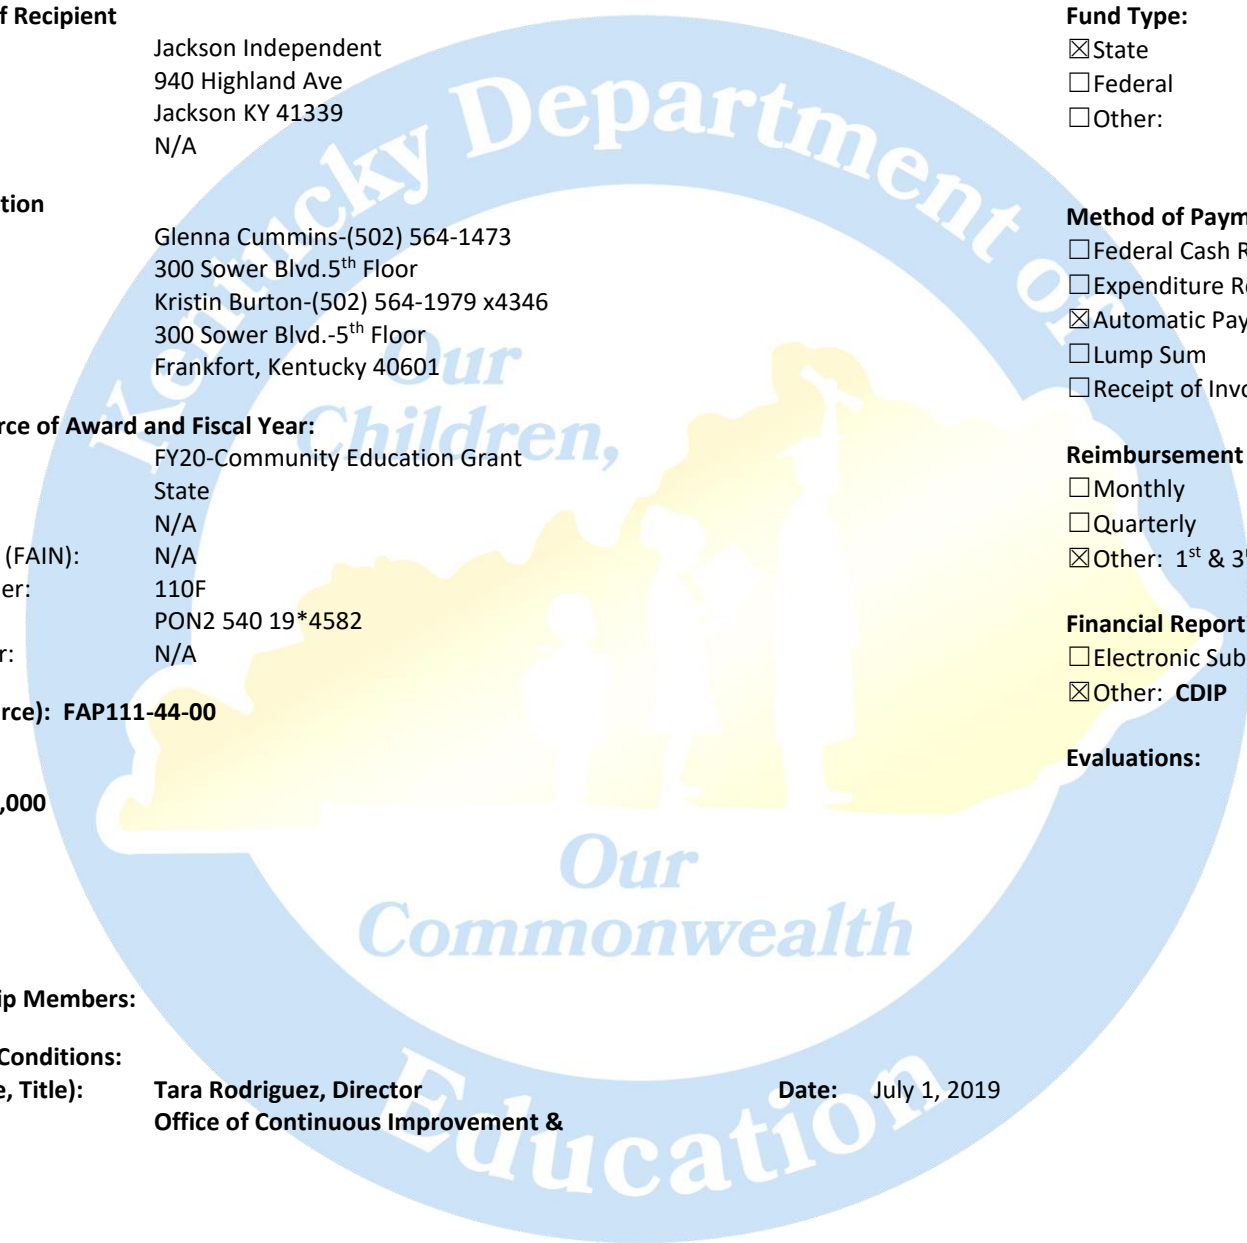 f Recipient
Jackson Independent
940 Highland Ave
Jackson KY 41339
N/A
tion
Glenna Cummins-(502) 564-1473
300 Sower Blvd.5th Floor
Kristin Burton-(502) 564-1979 x4346
300 Sower Blvd.-5th Floor
Frankfort, Kentucky 40601
rce of Award and Fiscal Year:
FY20-Community Education Grant
State
N/A
(FAIN): N/A
er: 110F
PON2 540 19*4582
r: N/A
rce): FAP111-44-00
,000
ip Members:
Conditions:
e, Title): Tara Rodriguez, Director Date: July 1, 2019
Office of Continuous Improvement &
Fund Type:
☒State
☐Federal
☐Other:
Method of Paym
☐Federal Cash R
☐Expenditure Re
☒Automatic Pay
☐Lump Sum
☐Receipt of Invo
Reimbursement
☐Monthly
☐Quarterly
☒Other: 1st & 3
Financial Report
☐Electronic Sub
☒Other: CDIP
Evaluations:
Kentucky Department of
Education
Our
Children,
Our
Commonwealth